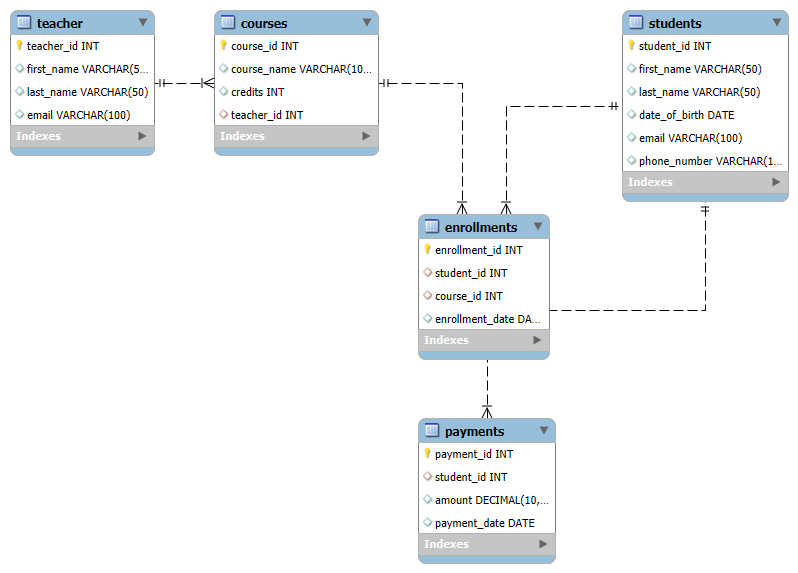 teacher
teacher_id INT
first_name VARCHAR(5...
last_name VARCHAR(50)
email VARCHAR(100)
Indexes
courses
course_id INT
course_name VARCHAR(10...
credits INT
teacher_id INT
Indexes
students
student_id INT
first_name VARCHAR(50)
last_name VARCHAR(50)
date_of_birth DATE
email VARCHAR(100)
phone_number VARCHAR(1...
Indexes
enrollments
enrollment_id INT
student_id INT
course_id INT
enrollment_date DA...
Indexes
payments
payment_id INT
student_id INT
amount DECIMAL(10,...
payment_date DATE
Indexes